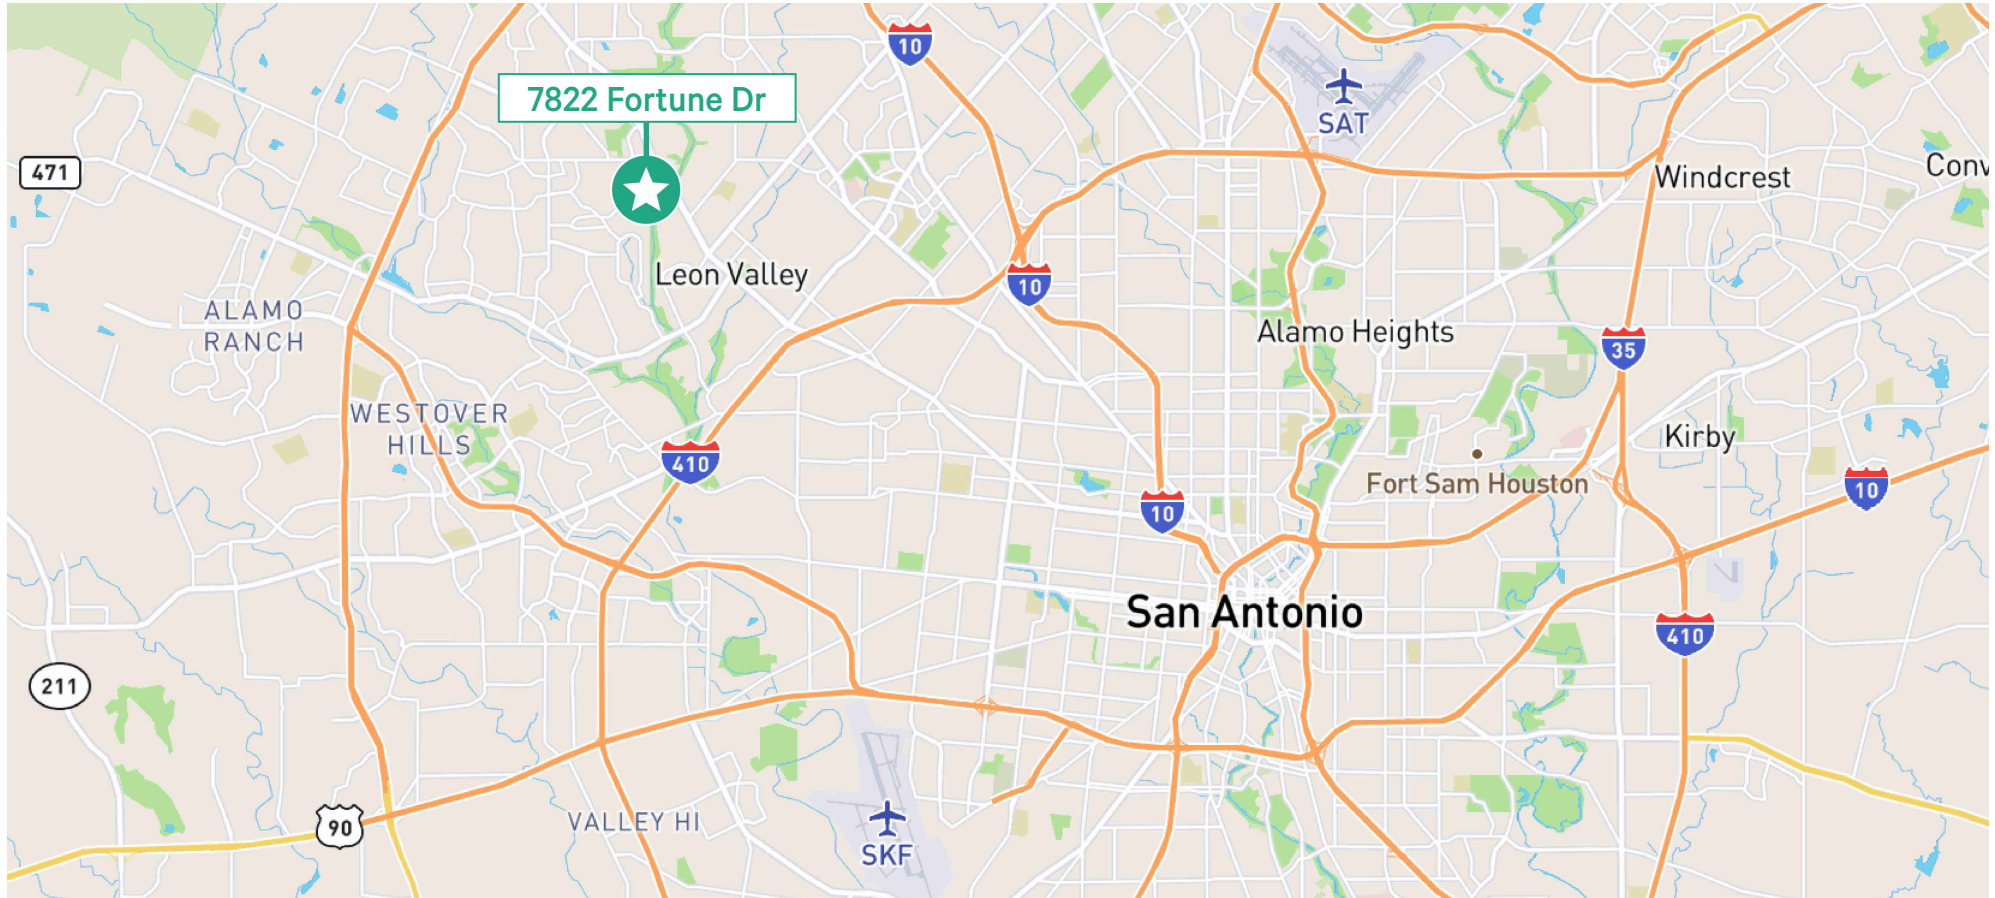 10
7822 Fortune Dr
SAT
471
Windcrest
Conv
Leon Valley
10
ALAMO
RANCH
Alamo Heights
35
WESTOVER
HILLS
Kirby
410
Fort Sam Houston
10
10
San Antonio
410
211
VALLEY HI
90
SKF